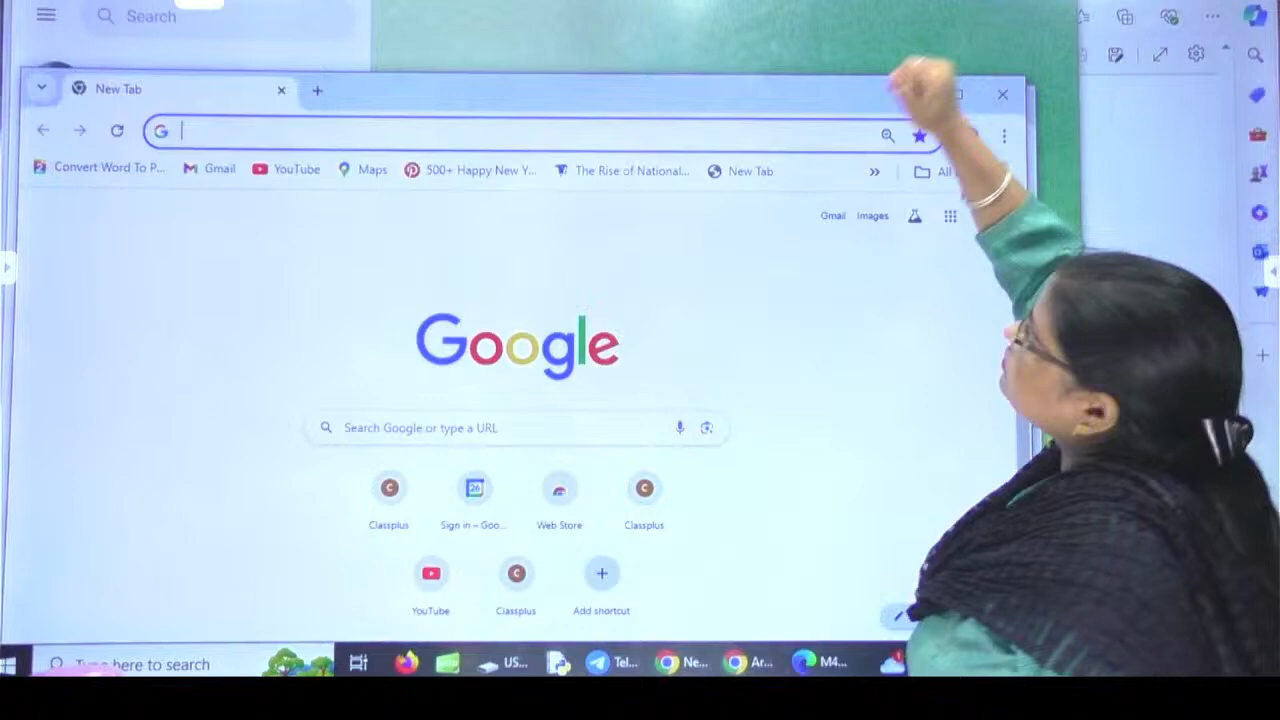 Search
New Tab
Convert Word To P... Gmail YouTube Maps 500+ Happy New Y... The Rise of National... New Tab » All
Gmail Images
Google
Search Google or type a URL
Classplus Sign in – Goo... Web Store Classplus
YouTube Classplus Add shortcut
Type here to search US... Tel... Ne... Ar... M4...